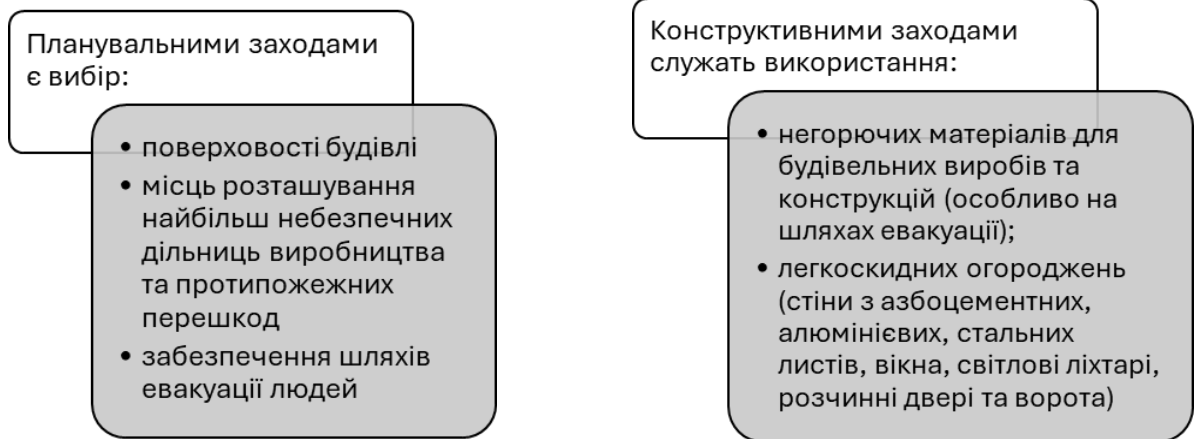 Планувальними заходами
є вибір:
• поверховості будівлі
• місць розташування
найбільш небезпечних
дільниць виробництва
та протипожежних
перешкод
• забезпечення шляхів
евакуації людей
Конструктивними заходами
служать використання:
• негорючих матеріалів для
будівельних виробів та
конструкцій (особливо на
шляхах евакуації);
• легкоскидних огороджень
(стіни з азбоцементних,
алюмінієвих, стальних
листів, вікна, світлові ліхтарі,
розчинні двері та ворота)